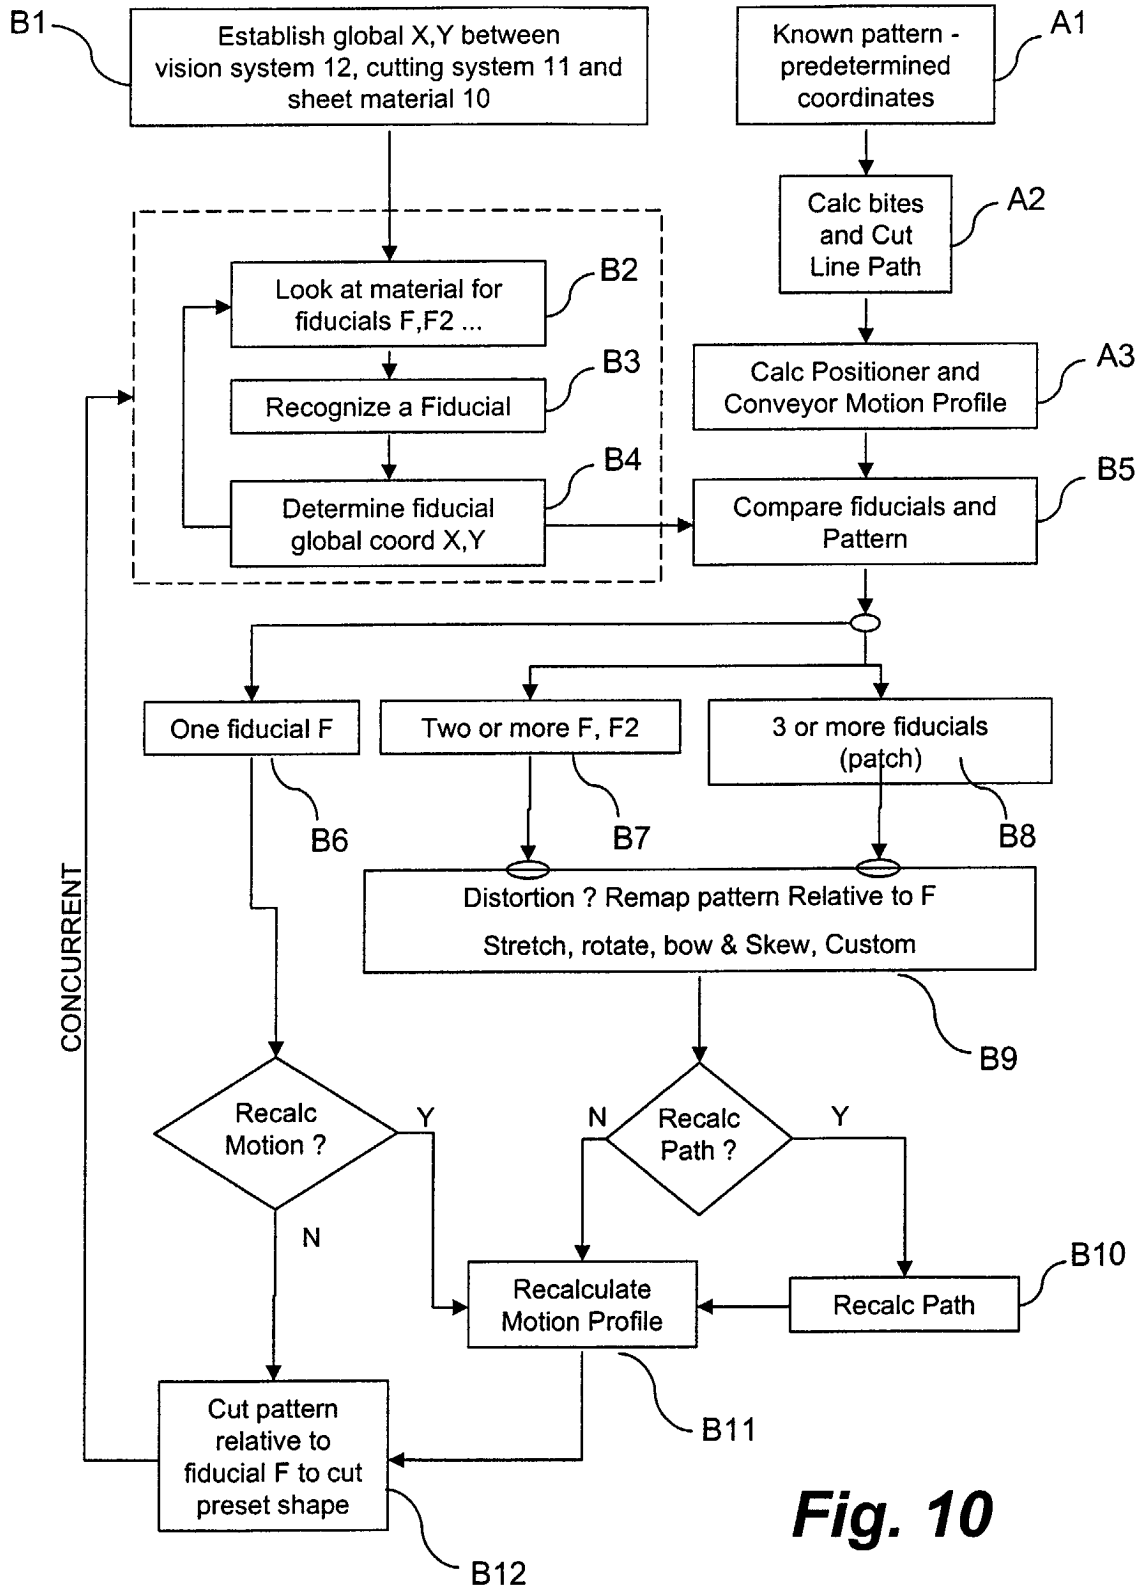 B1
Establish global X,Y between
vision system 12, cutting system 11 and
sheet material 10
Known pattern -
predetermined
coordinates
A1
Calc bites
and Cut
Line Path
A2
Look at material for
fiducials F,F2 ...
B2
Recognize a Fiducial
B3
Calc Positioner and
Conveyor Motion Profile
A3
Determine fiducial
global coord X,Y
B4
Compare fiducials and
Pattern
B5
One fiducial F
B6
Two or more F, F2
B7
3 or more fiducials
(patch)
B8
Distortion ? Remap pattern Relative to F
Stretch, rotate, bow & Skew, Custom
B9
CONCURRENT
Recalc
Motion ?
Y
N
Recalc
Path ?
N
Y
Recalculate
Motion Profile
B11
Recalc Path
B10
Cut pattern
relative to
fiducial F to cut
preset shape
B12
Fig. 10